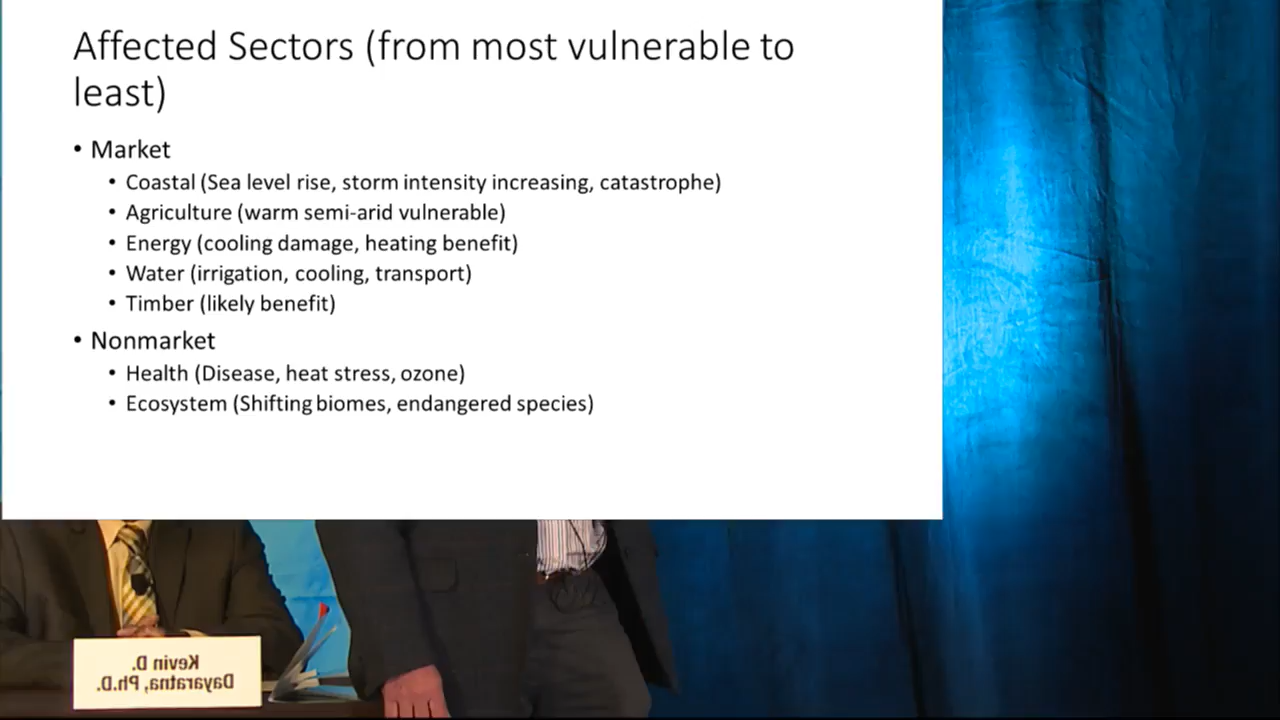 Affected Sectors (from most vulnerable to
least)
• Market
• Coastal (Sea level rise, storm intensity increasing, catastrophe)
• Agriculture (warm semi-arid vulnerable)
• Energy (cooling damage, heating benefit)
• Water (irrigation, cooling, transport)
• Timber (likely benefit)
• Nonmarket
• Health (Disease, heat stress, ozone)
• Ecosystem (Shifting biomes, endangered species)
Kevin D.
Dayaratna, Ph.D.